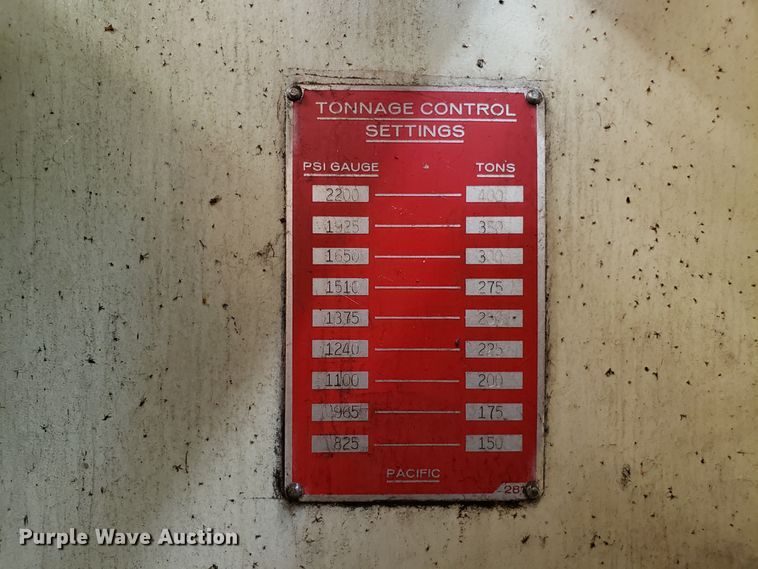 TONNAGE CONTROL
SETTINGS
PSI GAUGE TONS
2200 400
1925 350
1650 300
1510 275
1375
1240 225
1100 200
965 175
825 150
PACIFIC
Purple Wave Auction